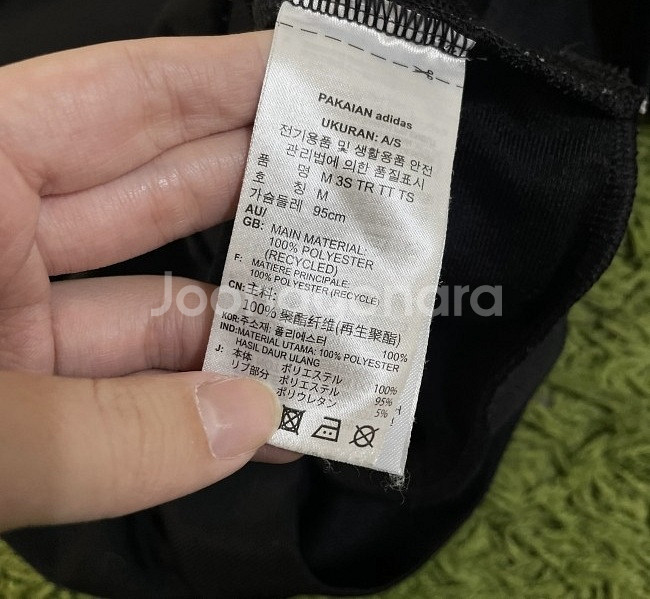 PAKAIAN adidas
UKURAN: A/S
전기용품 및 생활용품 안전
관리법에 의한 품질표시
품 명 M 3S TR TT TS
호 칭 M
가슴둘레 95cm
AU/
GB: MAIN MATERIAL:
100% POLYESTER
(RECYCLED)
F: MATIÈRE PRINCIPALE:
100% POLYESTER (RECYCLÉ)
CN: 主料:
100% 聚酯纤维(再生聚酯)
KOR: 주소재: 폴리에스터 100%
IND: MATERIAL UTAMA: 100% POLYESTER
HASIL DAUR ULANG
J: 本体 ポリエステル 100%
リブ部分 ポリエステル 95%
ポリウレタン 5%
Joonggonara